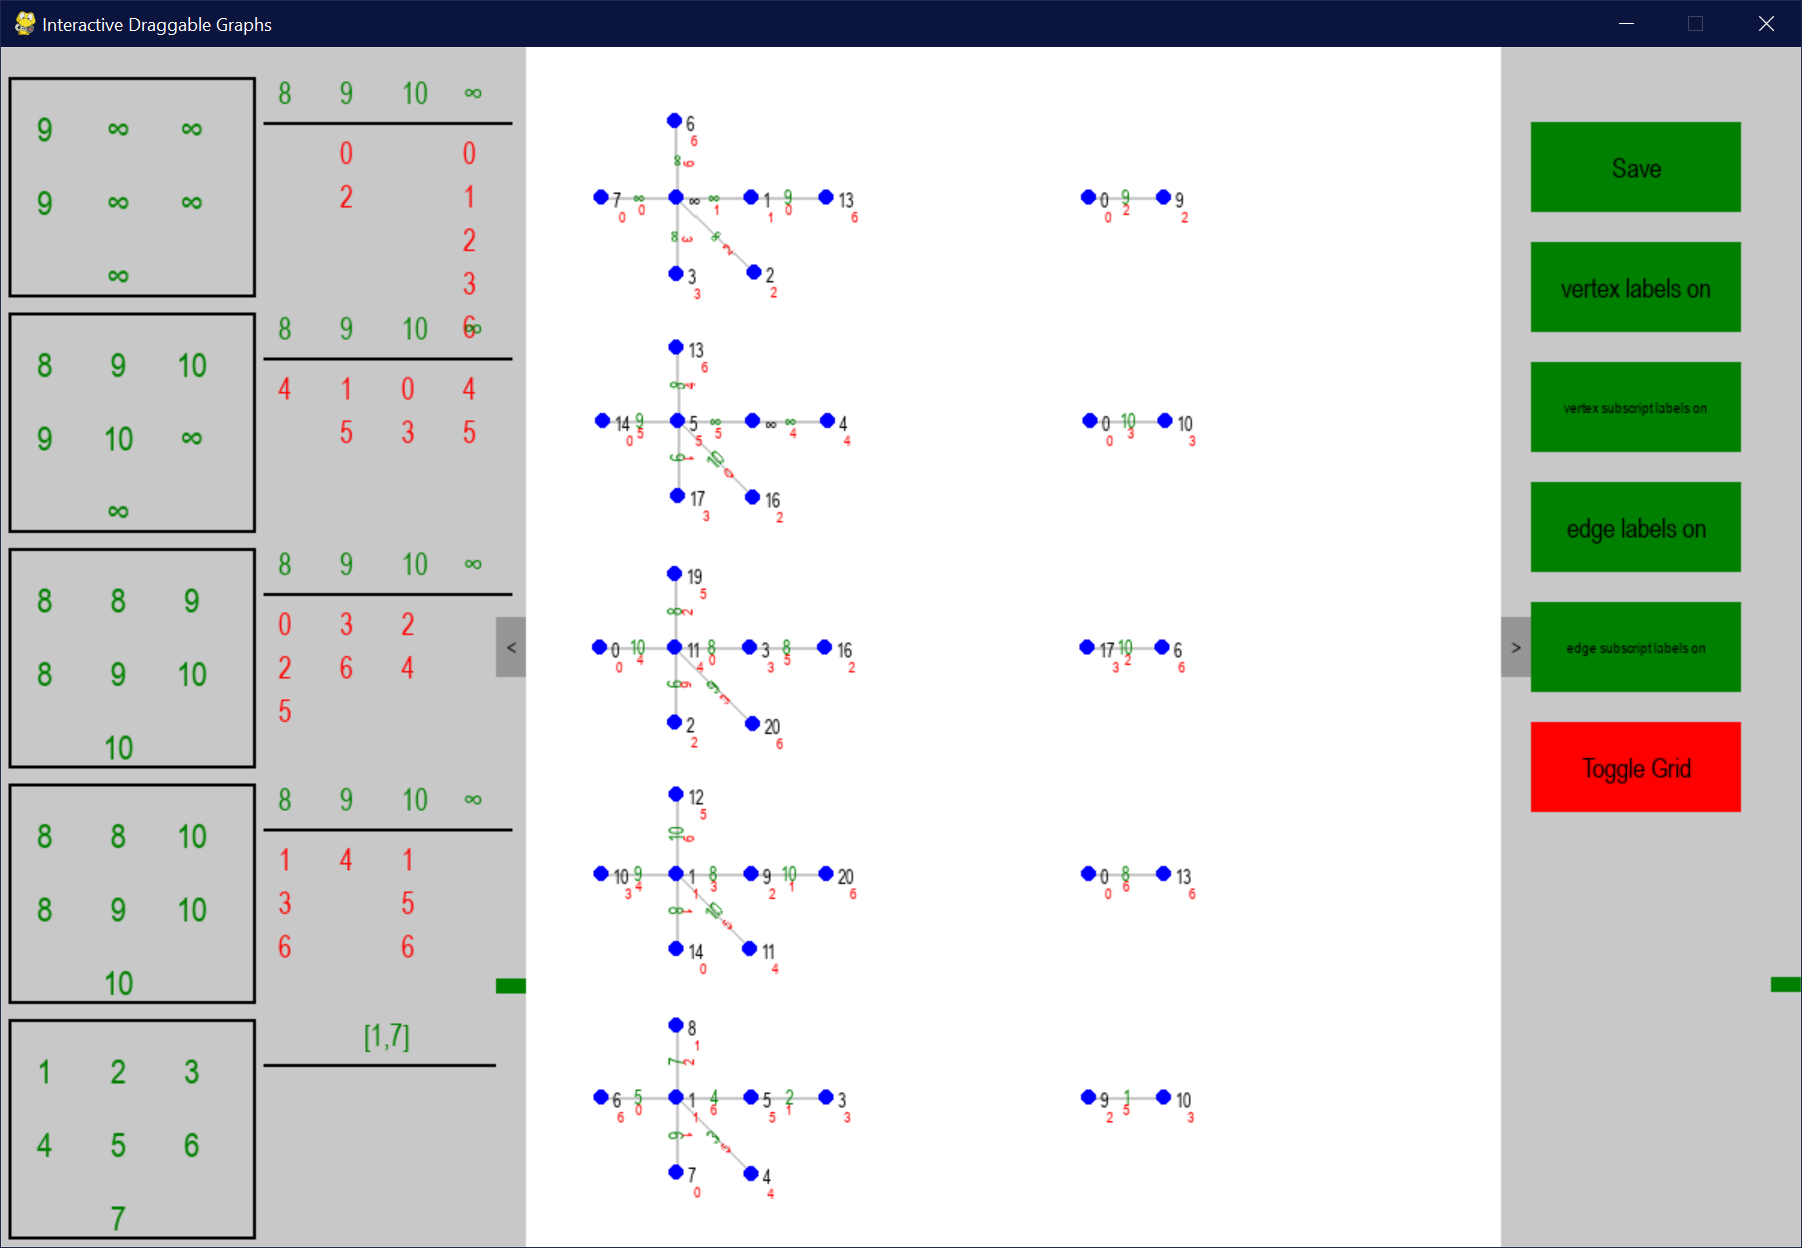 Interactive Draggable Graphs
9 ∞ ∞
9 ∞ ∞
∞
8 9 10 ∞
0 0
2 1
2
3
6
8 9 10
9 10 ∞
∞
8 9 10 ∞
4 1 0 4
5 3 5
8 8 9
8 9 10
10
8 9 10 ∞
0 3 2
2 6 4
5
8 8 10
8 9 10
10
8 9 10 ∞
1 4 1
3 5
6 6
1 2 3
4 5 6
7
[1,7]
<
6
6
∞ 6
7 ∞ ∞ ∞ 1 9 13
0 0 1 1 0 6
∞ 3 ∞ 2
3 2
3 2
0 9 9
0 2 2
13
6
9 4
14 9 5 ∞ ∞ ∞ 4
0 5 5 5 4 4
9 1 10 0
17 16
3 2
0 10 10
0 3 3
19
5
8 2
0 10 11 8 3 8 16
0 4 4 0 3 5 2
9 6 9 3
2 20
2 6
17 10 6
3 2 6
12
5
10 6
10 9 1 8 9 10 20
3 4 1 3 2 1 6
8 1 10 5
14 11
0 4
0 8 13
0 6 6
8
1
7 2
6 5 1 4 5 2 3
6 0 1 6 5 1 3
6 1 3 5
7 4
0 4
9 1 10
2 5 3
Save
vertex labels on
vertex subscript labels on
edge labels on
>
edge subscript labels on
Toggle Grid